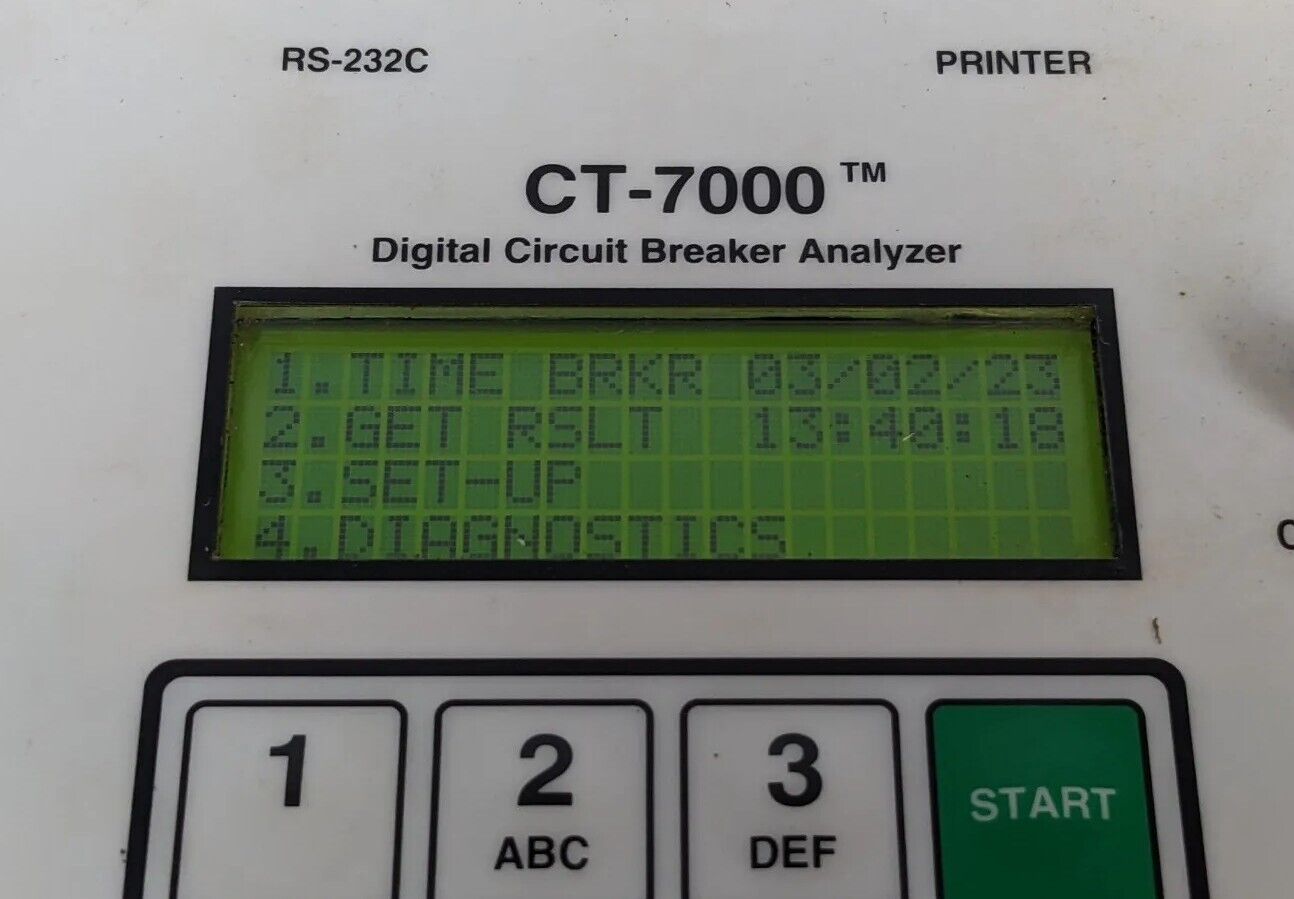 RS-232C PRINTER
CT-7000™
Digital Circuit Breaker Analyzer
1.TIME BRKR 03/02/23
2.GET RSLT 13:40:18
3.SET-UP
4.DIAGNOSTICS
1 2 3 START
ABC DEF